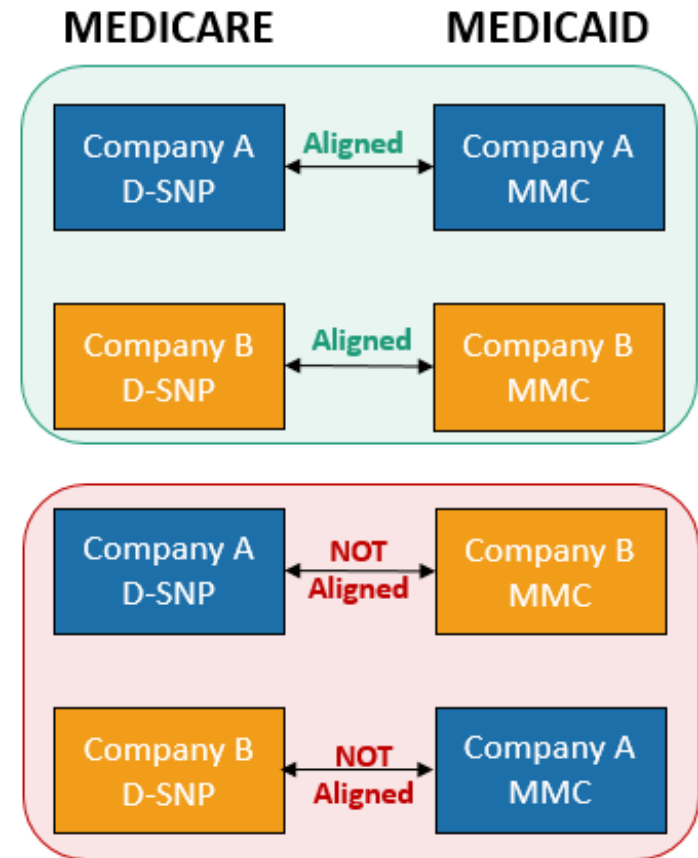 MEDICARE MEDICAID
Company A
D-SNP
Aligned
Company A
MMC
Company B
D-SNP
Aligned
Company B
MMC
Company A
D-SNP
NOT
Aligned
Company B
MMC
Company B
D-SNP
NOT
Aligned
Company A
MMC